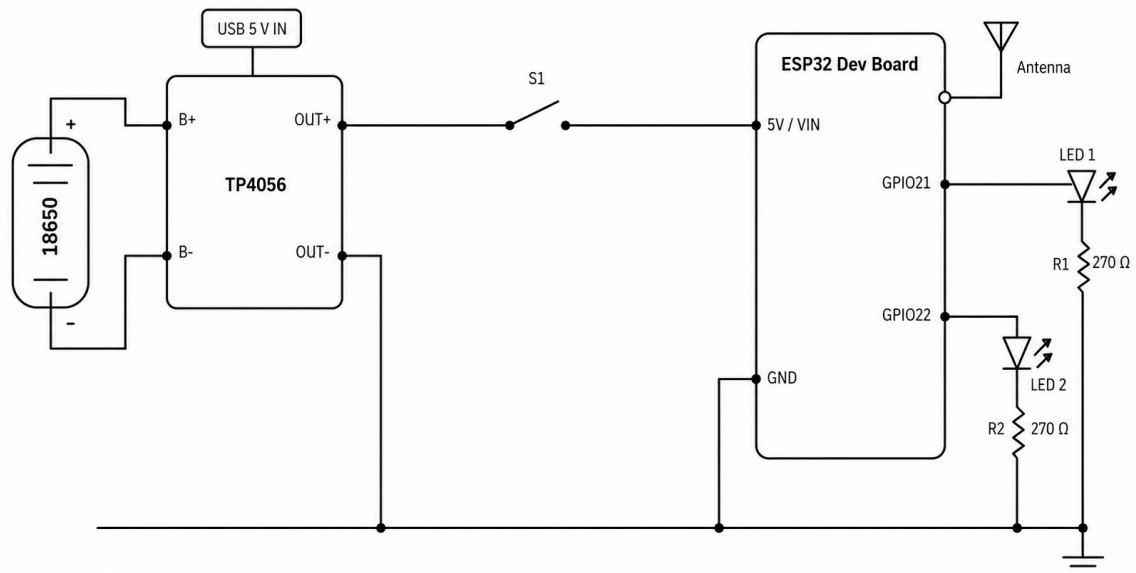 USB 5 V IN
+
B+
OUT+
TP4056
18650
B-
OUT-
–
S1
ESP32 Dev Board
Antenna
5V / VIN
GPIO21
LED 1
R1
270 Ω
GPIO22
LED 2
R2
270 Ω
GND